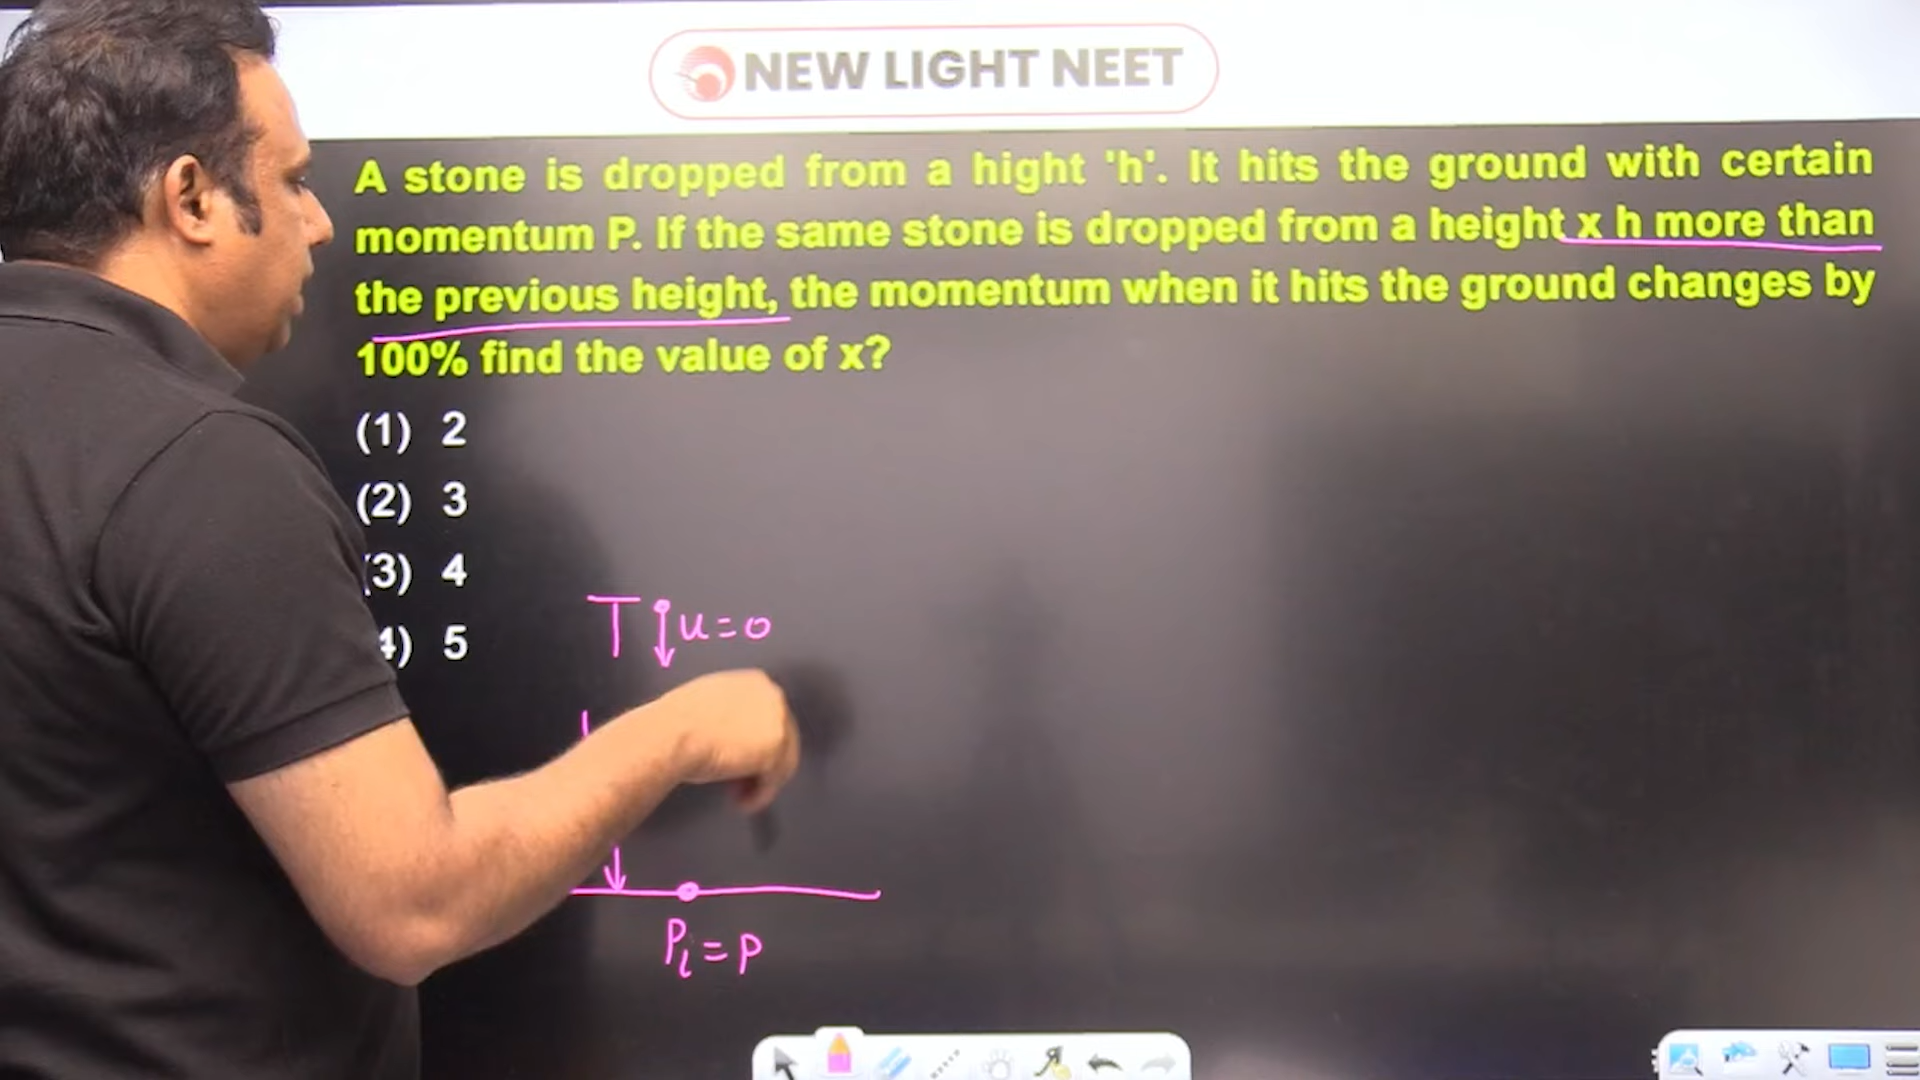 NEW LIGHT NEET
A stone is dropped from a hight 'h'. It hits the ground with certain
momentum P. If the same stone is dropped from a height x h more than
the previous height, the momentum when it hits the ground changes by
100% find the value of x?
(1) 2
(2) 3
(3) 4
4) 5
u=0
Pi=P